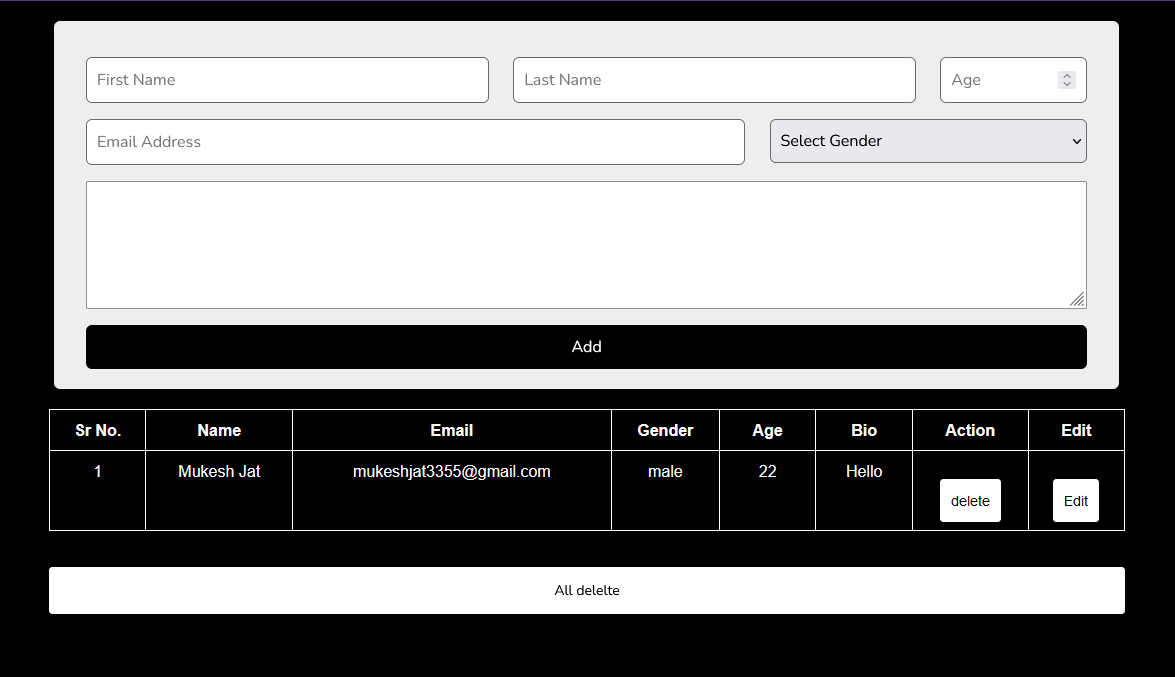 First Name Last Name Age
Email Address Select Gender
Add
Sr No. Name Email Gender Age Bio Action Edit
1 Mukesh Jat mukeshjat3355@gmail.com male 22 Hello
delete Edit
All delelte